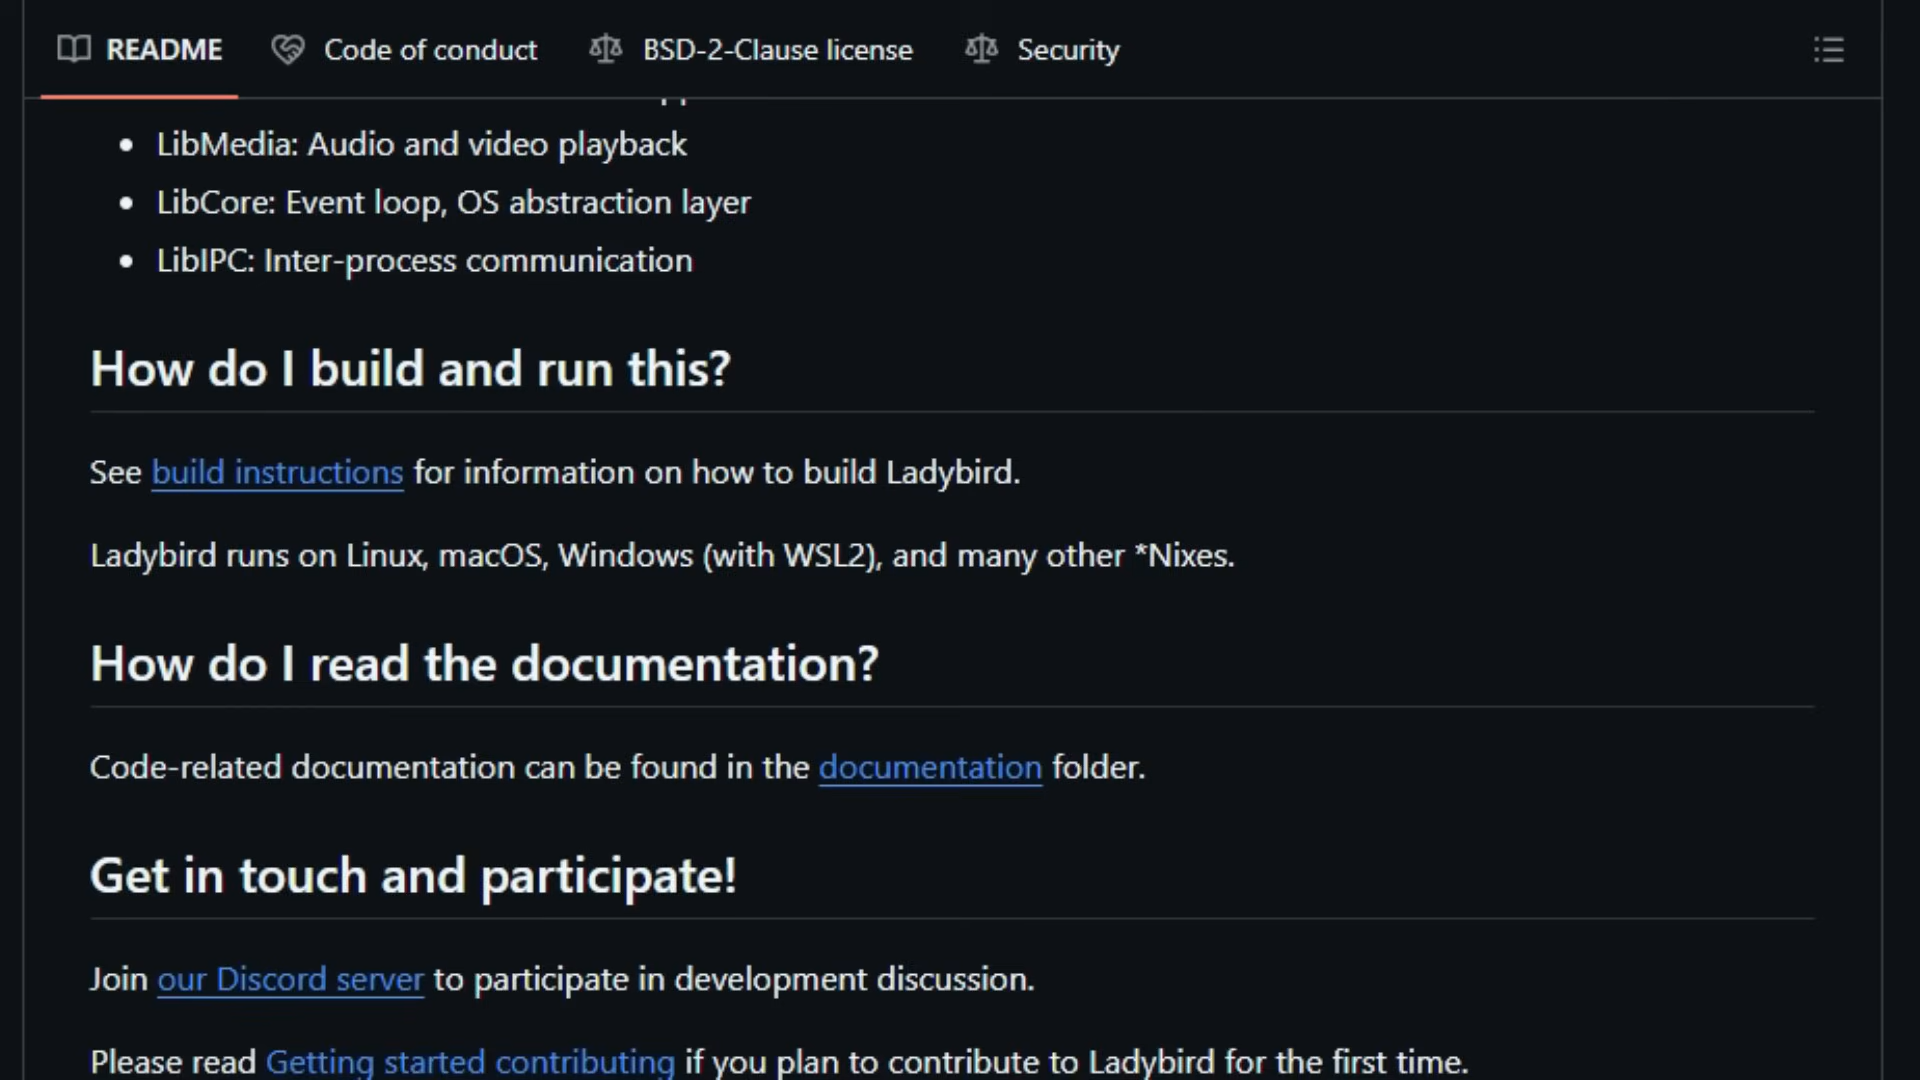 README Code of conduct BSD-2-Clause license Security
LibMedia: Audio and video playback
LibCore: Event loop, OS abstraction layer
LibIPC: Inter-process communication
How do I build and run this?
See build instructions for information on how to build Ladybird.
Ladybird runs on Linux, macOS, Windows (with WSL2), and many other *Nixes.
How do I read the documentation?
Code-related documentation can be found in the documentation folder.
Get in touch and participate!
Join our Discord server to participate in development discussion.
Please read Getting started contributing if you plan to contribute to Ladybird for the first time.